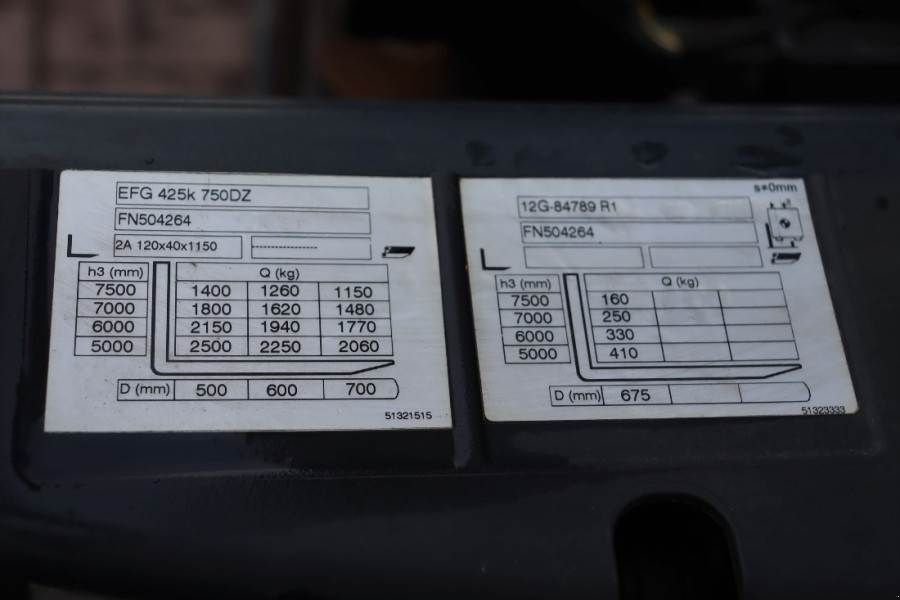 EFG 425k 750DZ
FN504264
2A 120x40x1150 ---------------
h3 (mm) Q (kg)
7500 1400 1260 1150
7000 1800 1620 1480
6000 2150 1940 1770
5000 2500 2250 2060
D (mm) 500 600 700
51321515
s=0mm
12G-84789 R1
FN504264
h3 (mm) Q (kg)
7500 160
7000 250
6000 330
5000 410
D (mm) 675
51323333